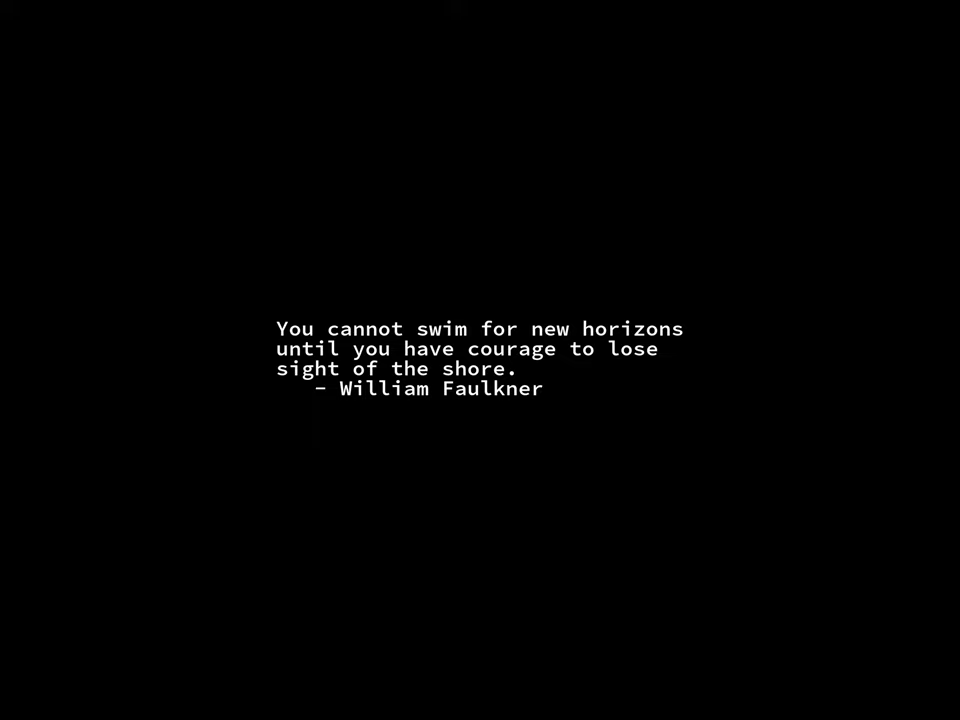 You cannot swim for new horizons
until you have courage to lose
sight of the shore.
- William Faulkner